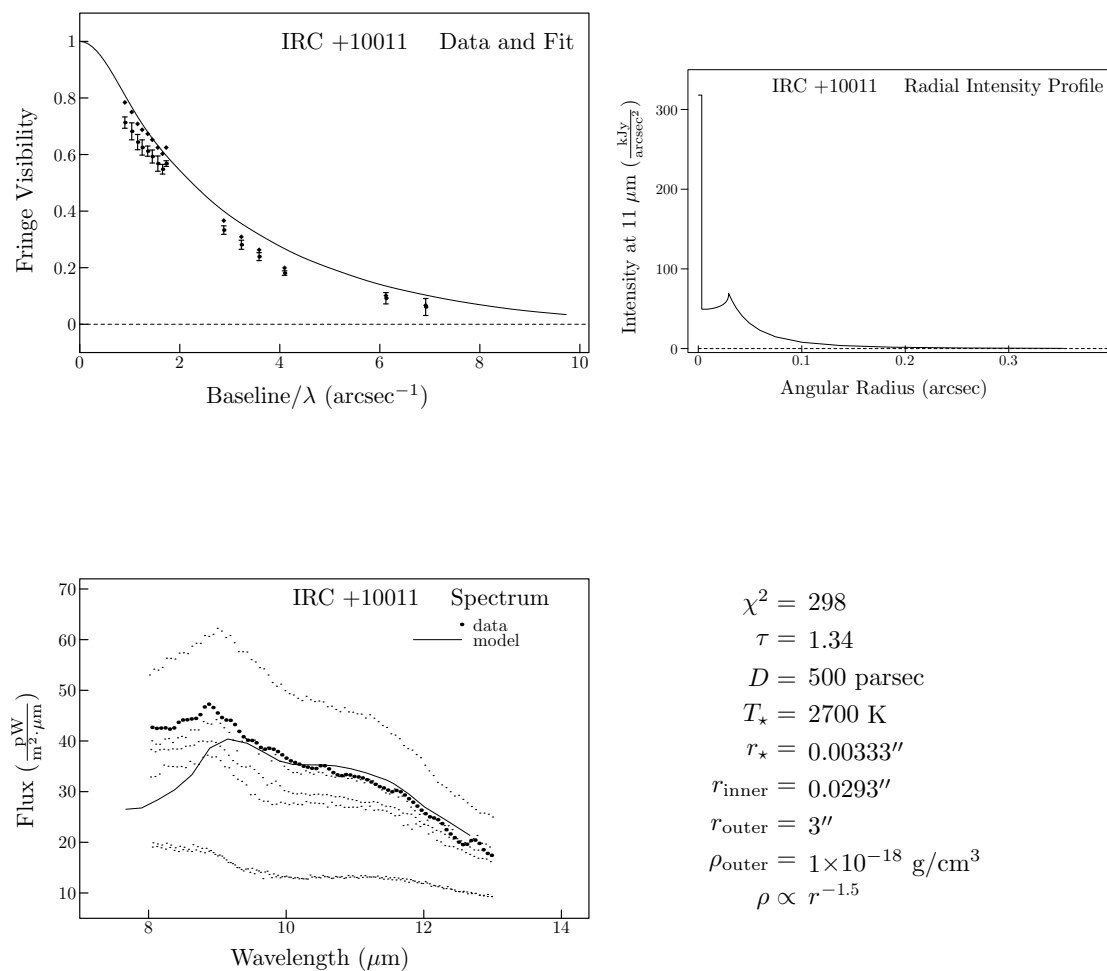 IRC +10011 Data and Fit
1
0.8
0.6
0.4
0.2
0
Fringe Visibility
0 2 4 6 8 10
Baseline/λ (arcsec⁻¹)
IRC +10011 Radial Intensity Profile
300
200
100
0
Intensity at 11 μm (kJy/arcsec²)
0 0.1 0.2 0.3
Angular Radius (arcsec)
IRC +10011 Spectrum
data
model
70
60
50
40
30
20
10
Flux (pW/m²·μm)
8 10 12 14
Wavelength (μm)
χ² = 298
τ = 1.34
D = 500 parsec
T⋆ = 2700 K
r⋆ = 0.00333″
r_inner = 0.0293″
r_outer = 3″
ρ_outer = 1×10⁻¹⁸ g/cm³
ρ ∝ r⁻¹·⁵